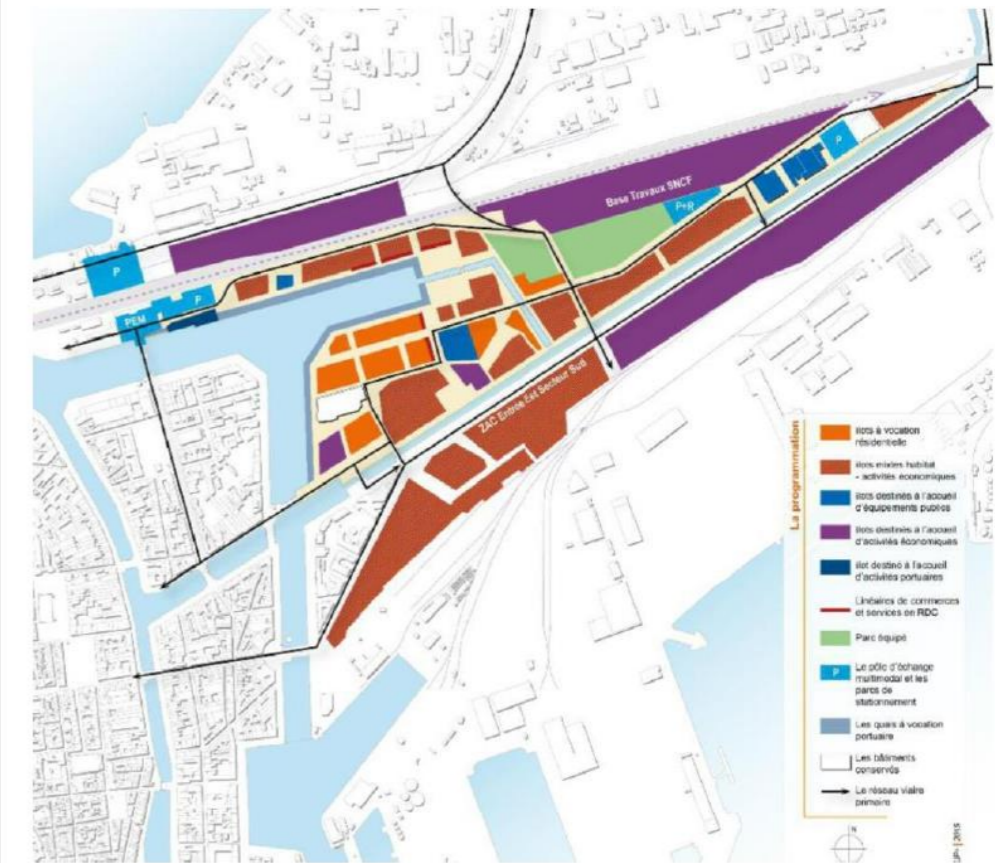 P
PEM
P
Base Travaux SNCF
P+R
P
ZAC Entrée Est Secteur Sud
La programmation
Ilots à vocation
résidentielle
Ilots mixtes habitat
- activités économiques
Ilots destinés à l'accueil
d'équipements publics
Ilots destinés à l'accueil
d'activités économiques
ilot destiné à l'accueil
d'activités portuaires
Linéaires de commerces
et services en RDC
Parc équipé
P
Le pôle d'échange
multimodal et les
parcs de
stationnement
Les quais à vocation
portuaire
Les bâtiments
conservés
Le réseau viaire
primaire
N
2015